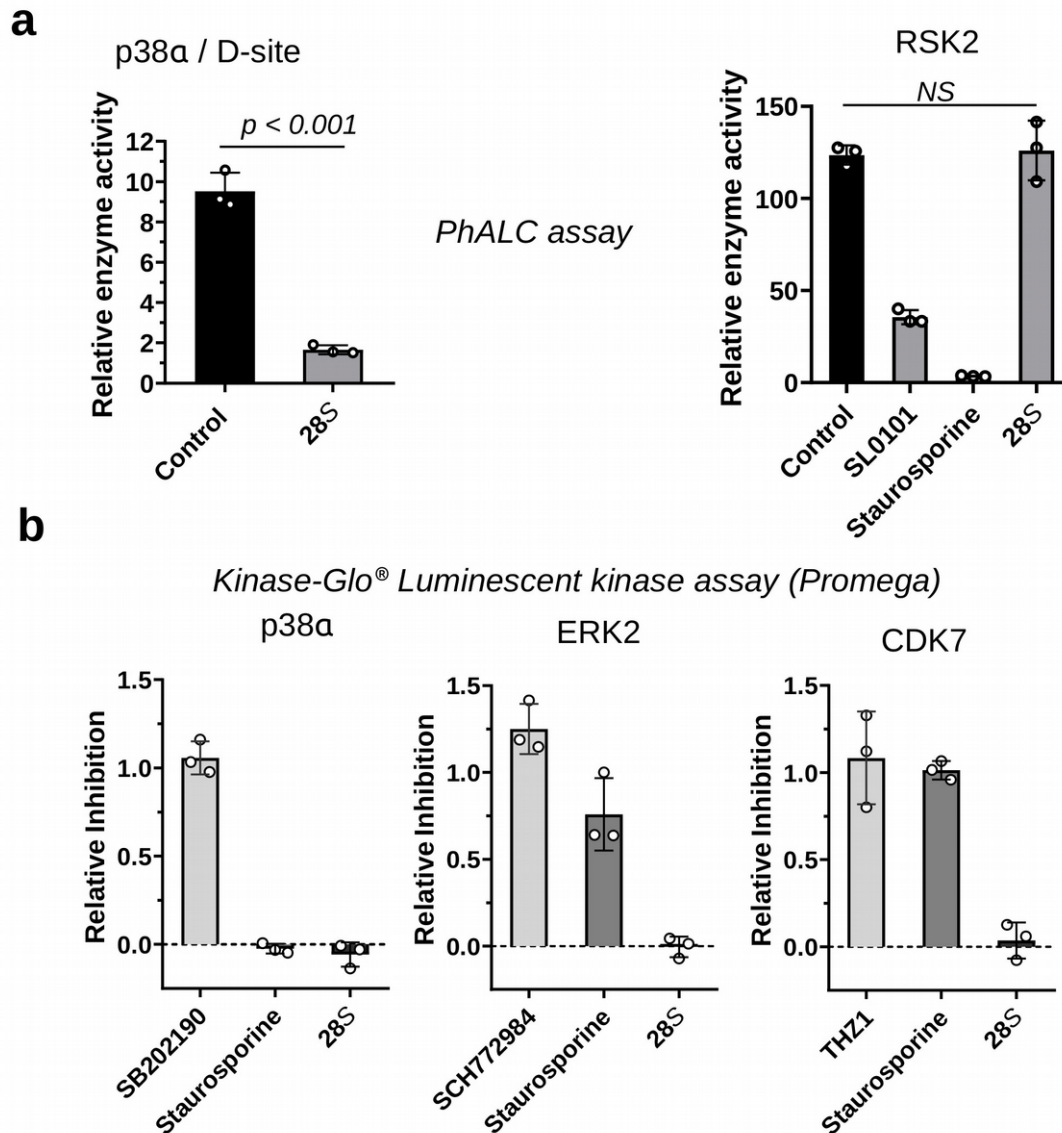 a
p38α / D-site
RSK2
Relative enzyme activity
p < 0.001
12
10
8
6
4
2
0
Control
28S
PhALC assay
Relative enzyme activity
NS
150
100
50
0
Control
SL0101
Staurosporine
28S
b
Kinase-Glo® Luminescent kinase assay (Promega)
p38α
ERK2
CDK7
Relative Inhibition
1.5
1.0
0.5
0.0
SB202190
Staurosporine
28S
Relative Inhibition
1.5
1.0
0.5
0.0
SCH772984
Staurosporine
28S
Relative Inhibition
1.5
1.0
0.5
0.0
THZ1
Staurosporine
28S